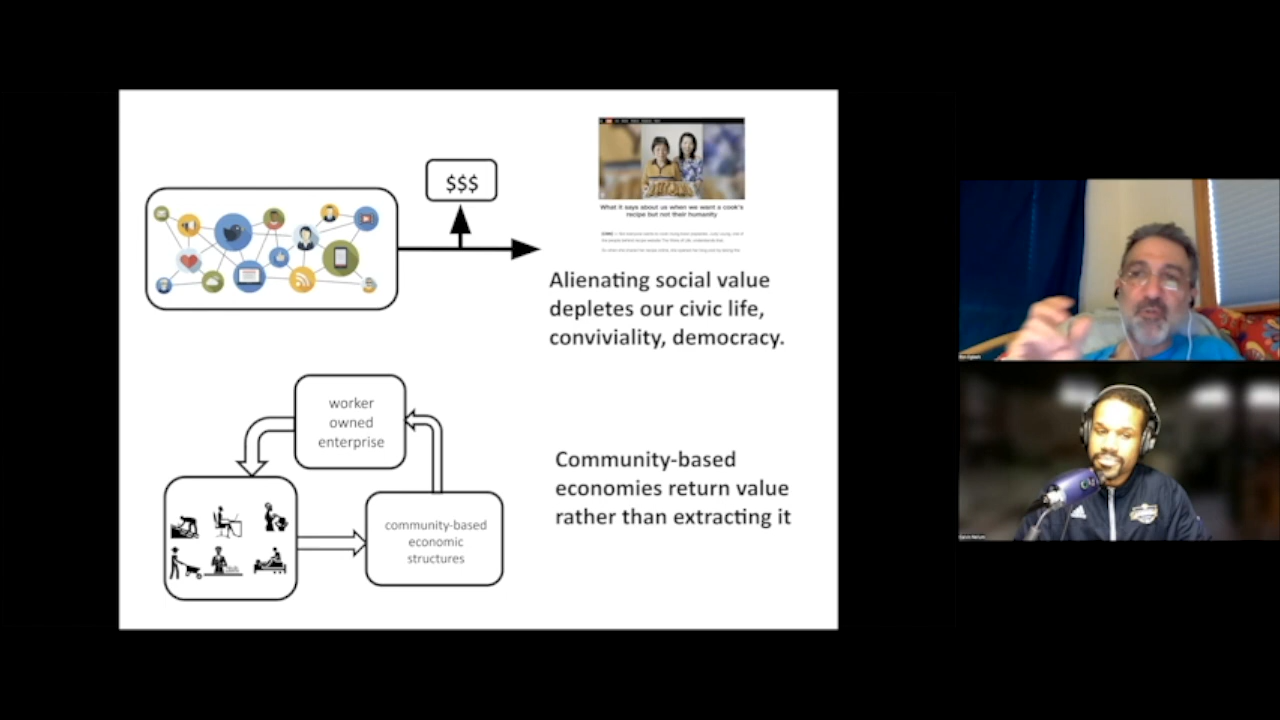 $$$
What it says about us when we want a cook's
recipe but not their humanity
Alienating social value
depletes our civic life,
conviviality, democracy.
worker
owned
enterprise
community-based
economic
structures
Community-based
economies return value
rather than extracting it